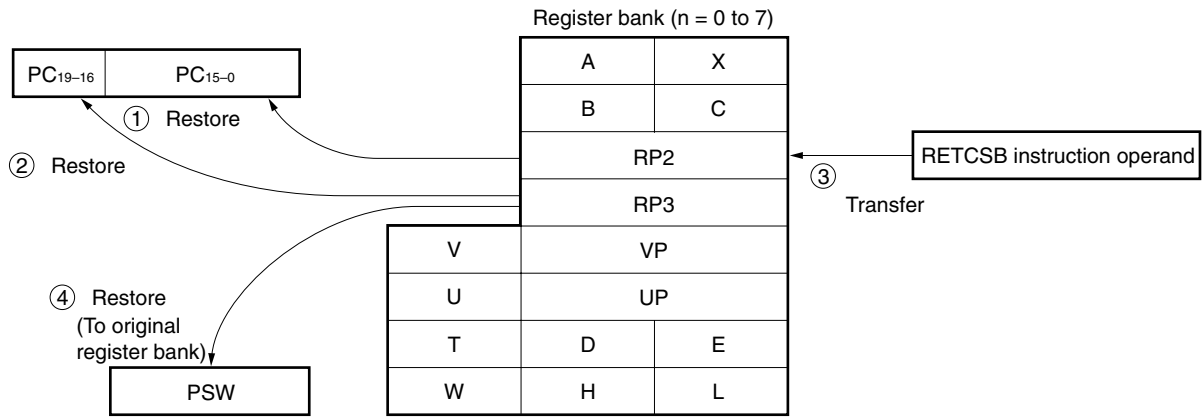 Register bank (n = 0 to 7)
PC19–16 PC15–0
A X
① Restore
B C
② Restore
RP2
RETCSB instruction operand
③
Transfer
RP3
V VP
U UP
④ Restore
(To original
register bank)
T D E
PSW
W H L